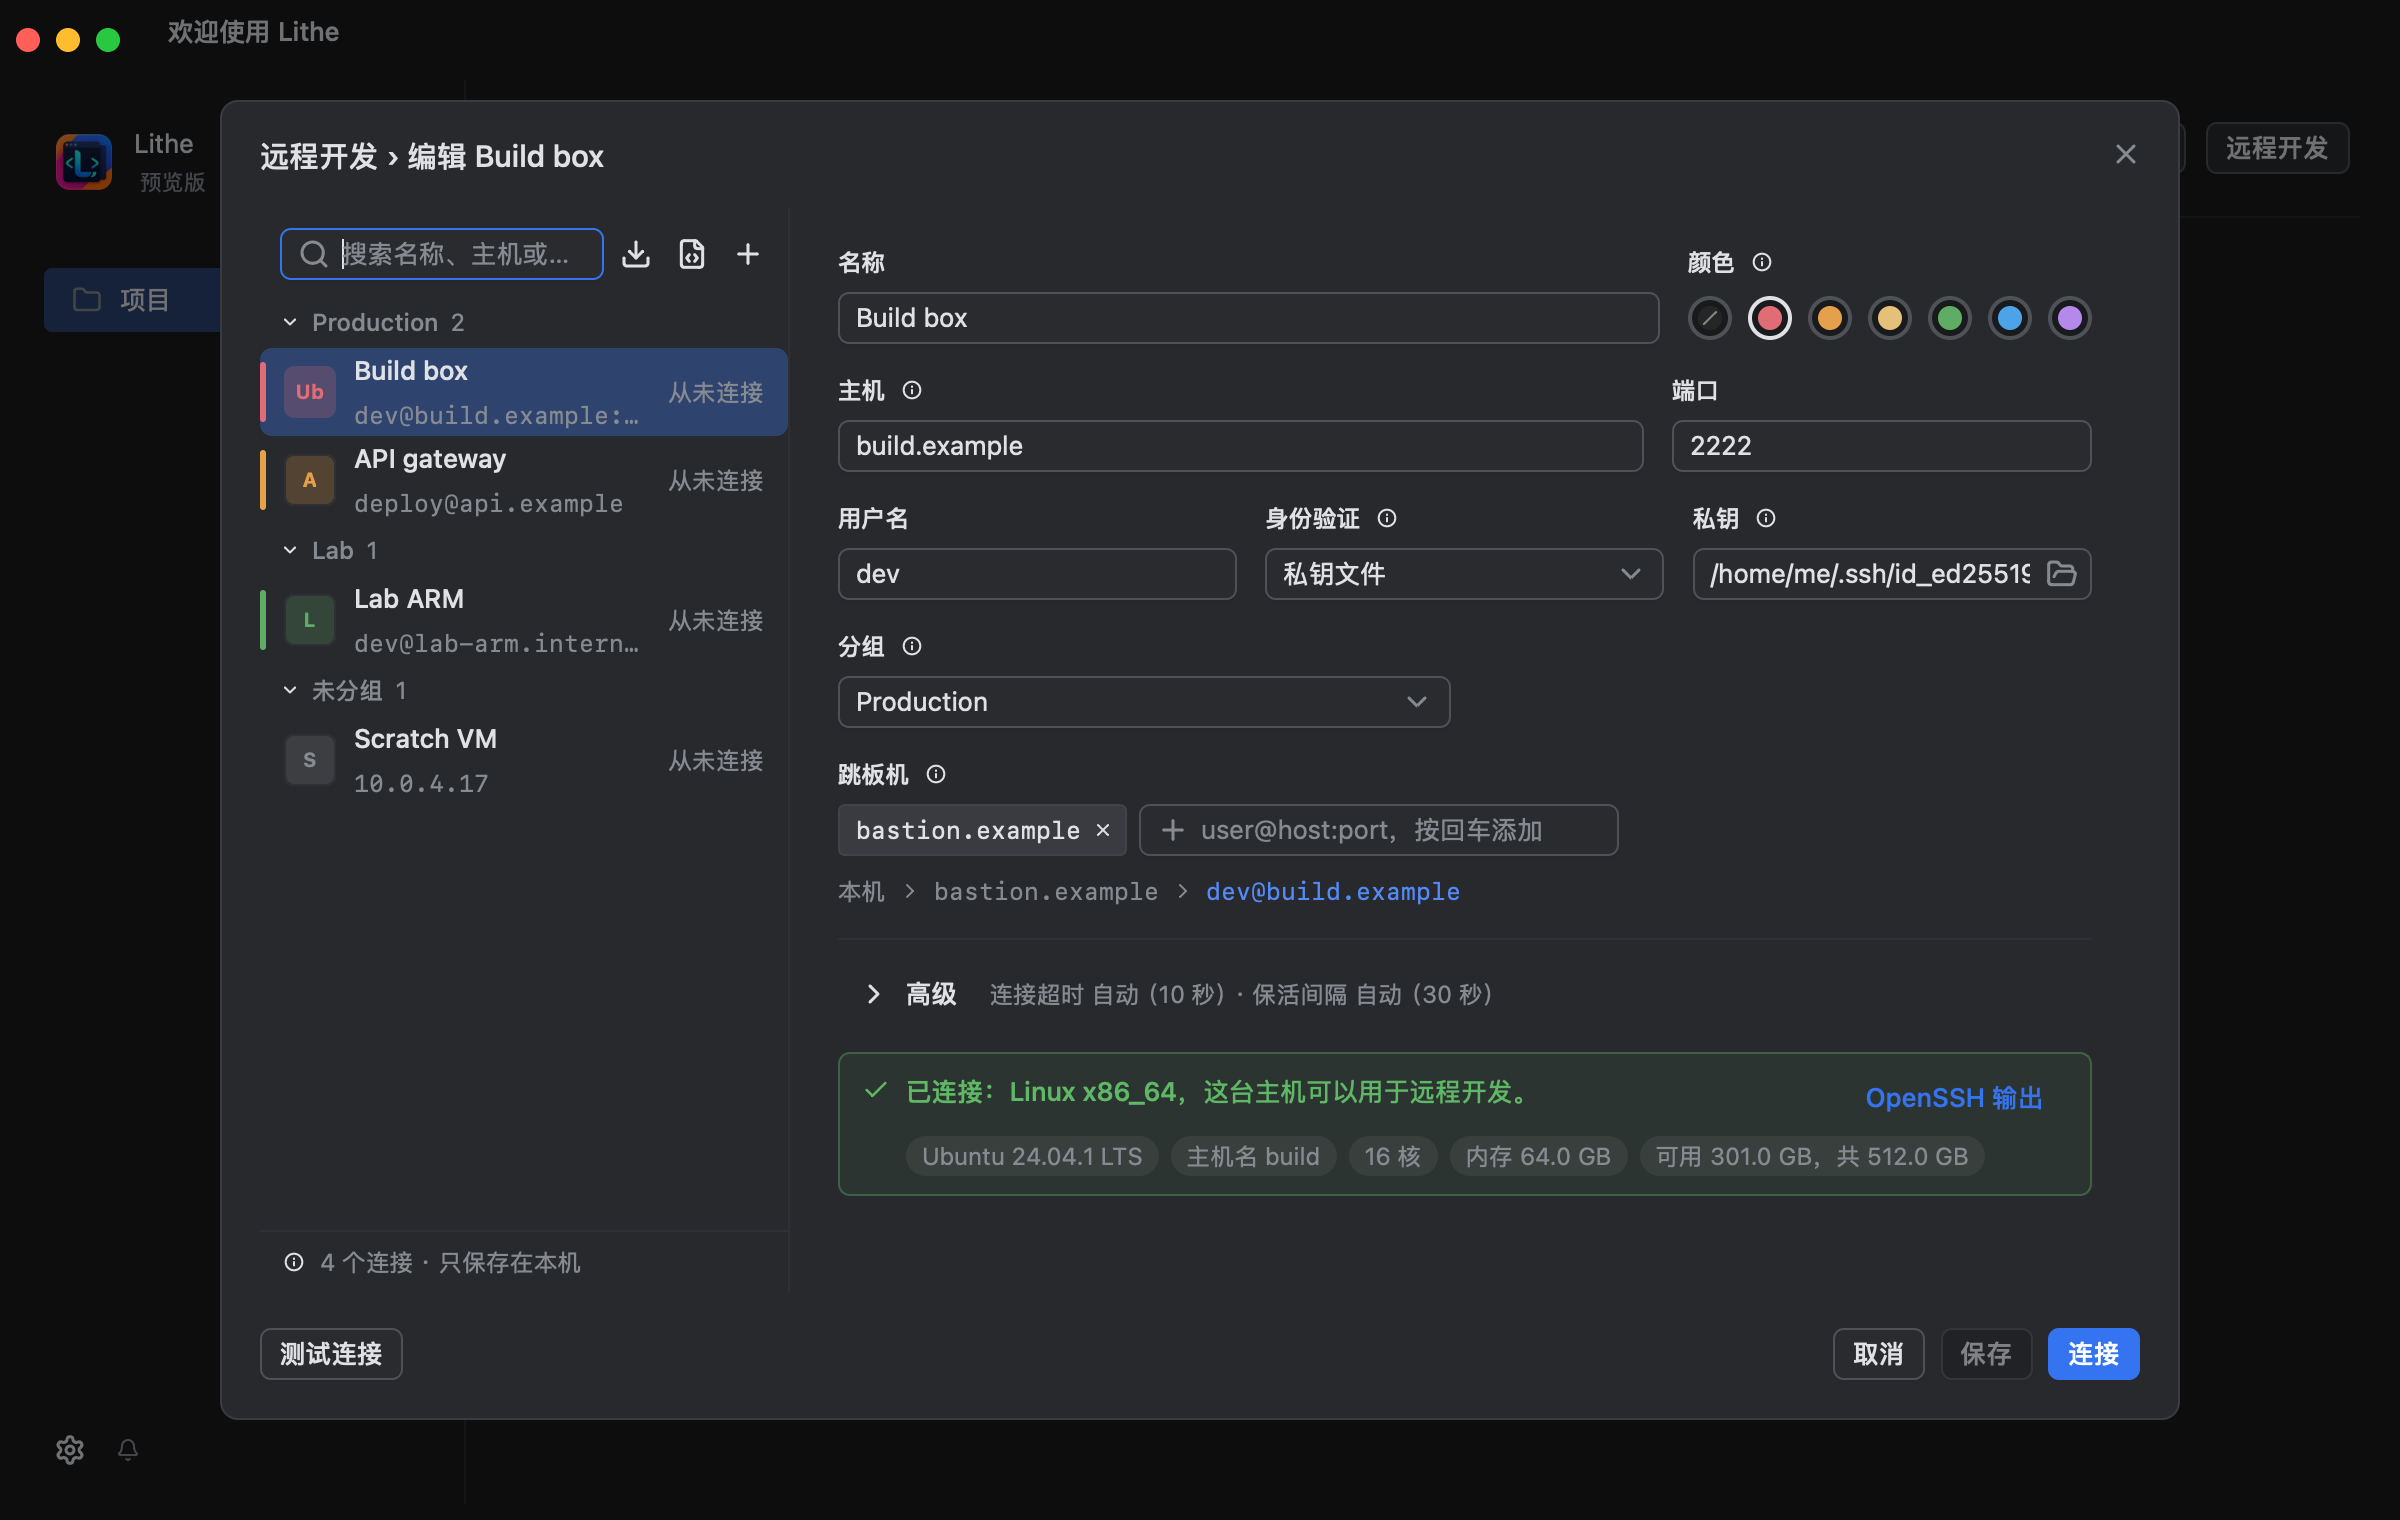 欢迎使用 Lithe
Lithe
预览版
远程开发
项目
远程开发 › 编辑 Build box
搜索名称、主机或...
Production 2
Ub
Build box
dev@build.example:…
从未连接
A
API gateway
deploy@api.example
从未连接
Lab 1
L
Lab ARM
dev@lab-arm.intern…
从未连接
未分组 1
S
Scratch VM
10.0.4.17
从未连接
4 个连接 · 只保存在本机
名称
Build box
颜色
主机
build.example
端口
2222
用户名
dev
身份验证
私钥文件
私钥
/home/me/.ssh/id_ed25519
分组
Production
跳板机
bastion.example
user@host:port，按回车添加
本机 > bastion.example > dev@build.example
高级 连接超时 自动（10 秒）· 保活间隔 自动（30 秒）
已连接：Linux x86_64，这台主机可以用于远程开发。
OpenSSH 输出
Ubuntu 24.04.1 LTS
主机名 build
16 核
内存 64.0 GB
可用 301.0 GB，共 512.0 GB
测试连接
取消
保存
连接